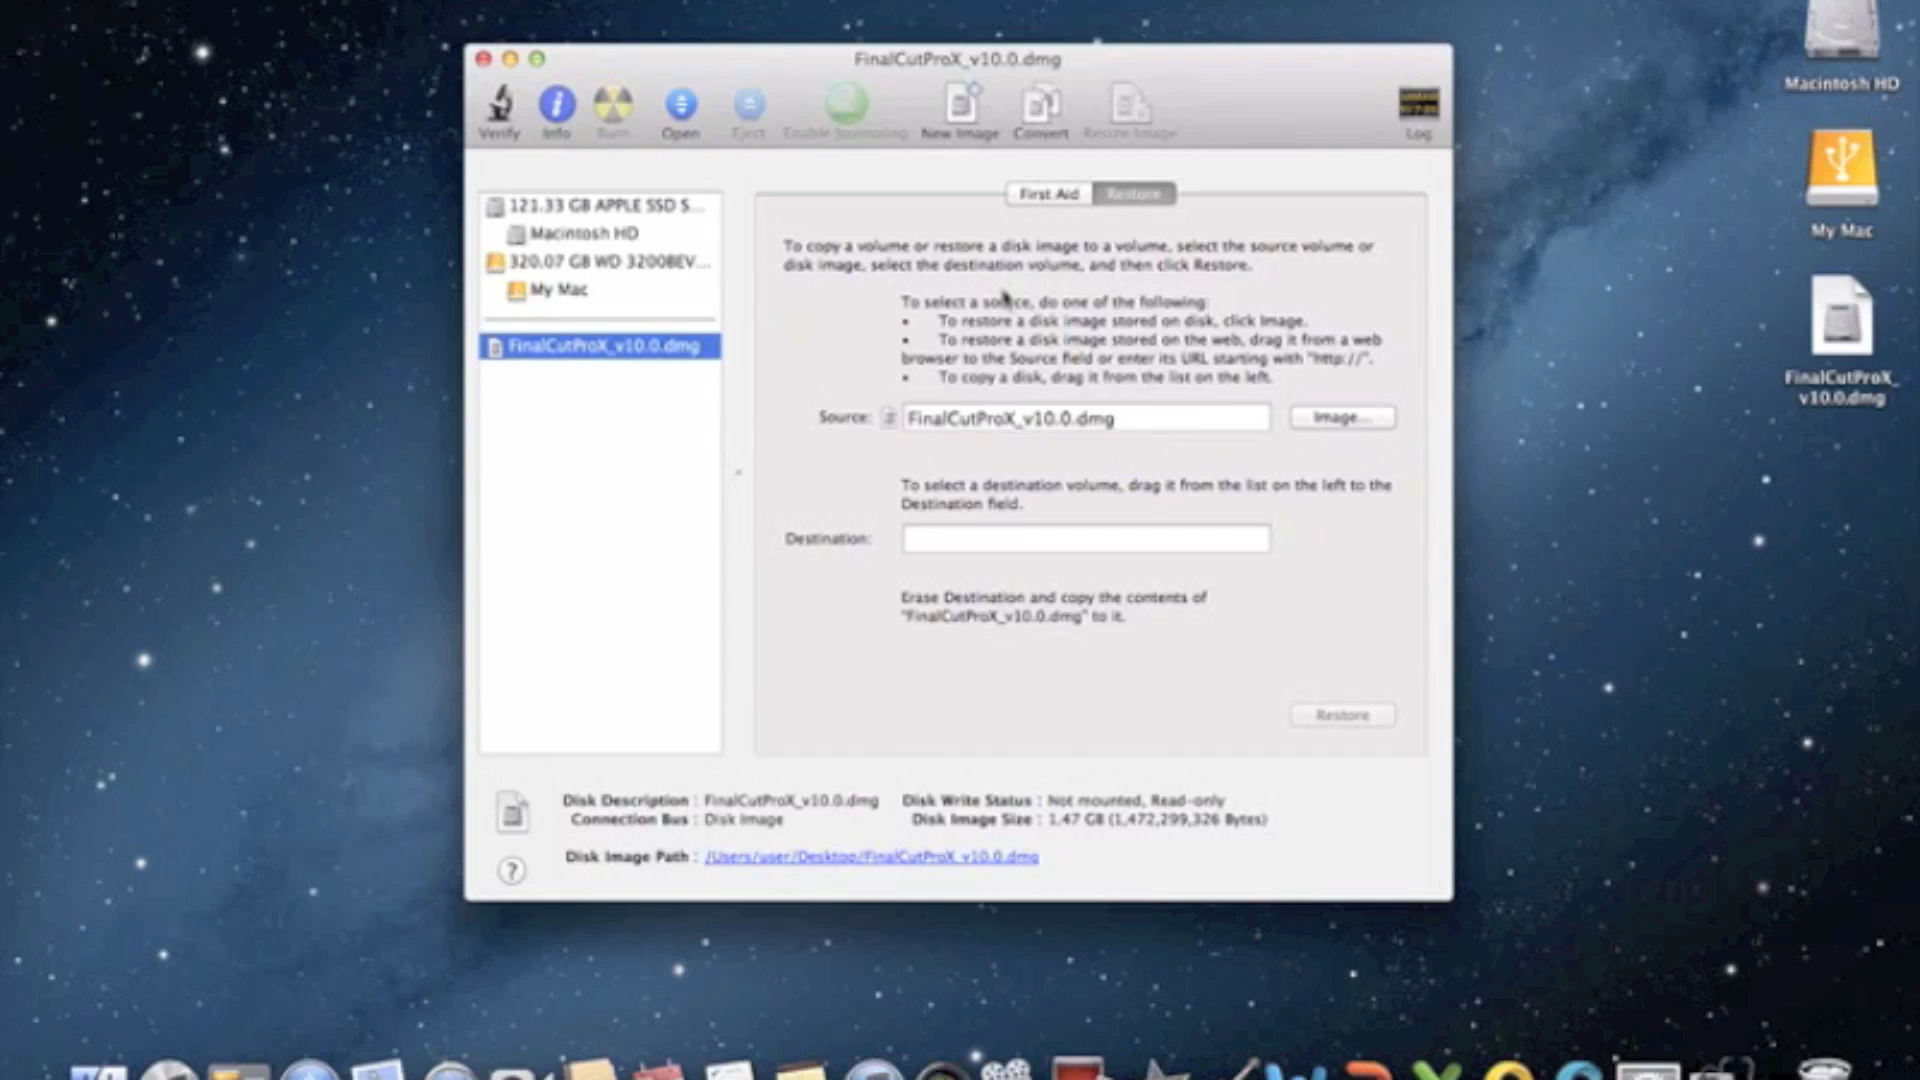 FinalCutProX_v10.0.dmg
Verify
Info
Burn
Open
Eject
Enable Journaling
New Image
Convert
Resize Image
Log
Macintosh HD
My Mac
FinalCutProX_
v10.0.dmg
121.33 GB APPLE SSD S...
Macintosh HD
320.07 GB WD 3200BEV...
My Mac
FinalCutProX_v10.0.dmg
First Aid
Restore
To copy a volume or restore a disk image to a volume, select the source volume or
disk image, select the destination volume, and then click Restore.
To select a source, do one of the following:
• To restore a disk image stored on disk, click Image.
• To restore a disk image stored on the web, drag it from a web
browser to the Source field or enter its URL starting with "http://".
• To copy a disk, drag it from the list on the left.
Source: FinalCutProX_v10.0.dmg Image...
To select a destination volume, drag it from the list on the left to the
Destination field.
Destination:
Erase Destination and copy the contents of
"FinalCutProX_v10.0.dmg" to it.
Restore
Disk Description : FinalCutProX_v10.0.dmg Disk Write Status : Not mounted, Read-only
Connection Bus : Disk Image Disk Image Size : 1.47 GB (1,472,299,326 Bytes)
Disk Image Path : /Users/user/Desktop/FinalCutProX_v10.0.dmg
?